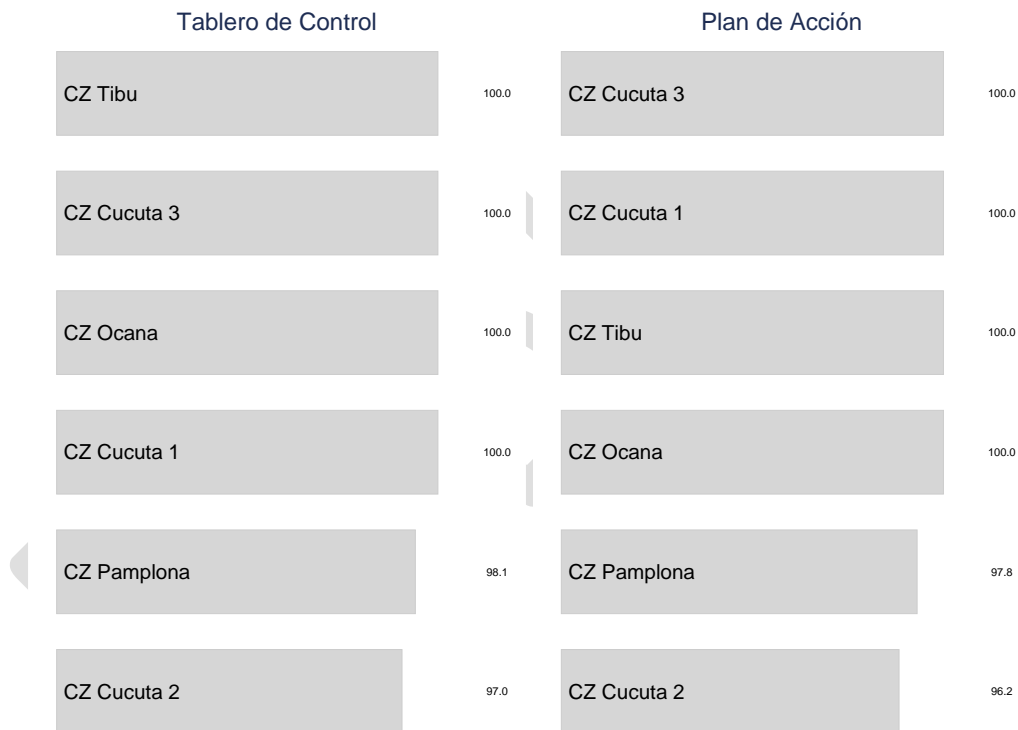 Tablero de Control
CZ Tibu 100.0
CZ Cucuta 3 100.0
CZ Ocana 100.0
CZ Cucuta 1 100.0
CZ Pamplona 98.1
CZ Cucuta 2 97.0
Plan de Acción
CZ Cucuta 3 100.0
CZ Cucuta 1 100.0
CZ Tibu 100.0
CZ Ocana 100.0
CZ Pamplona 97.8
CZ Cucuta 2 96.2